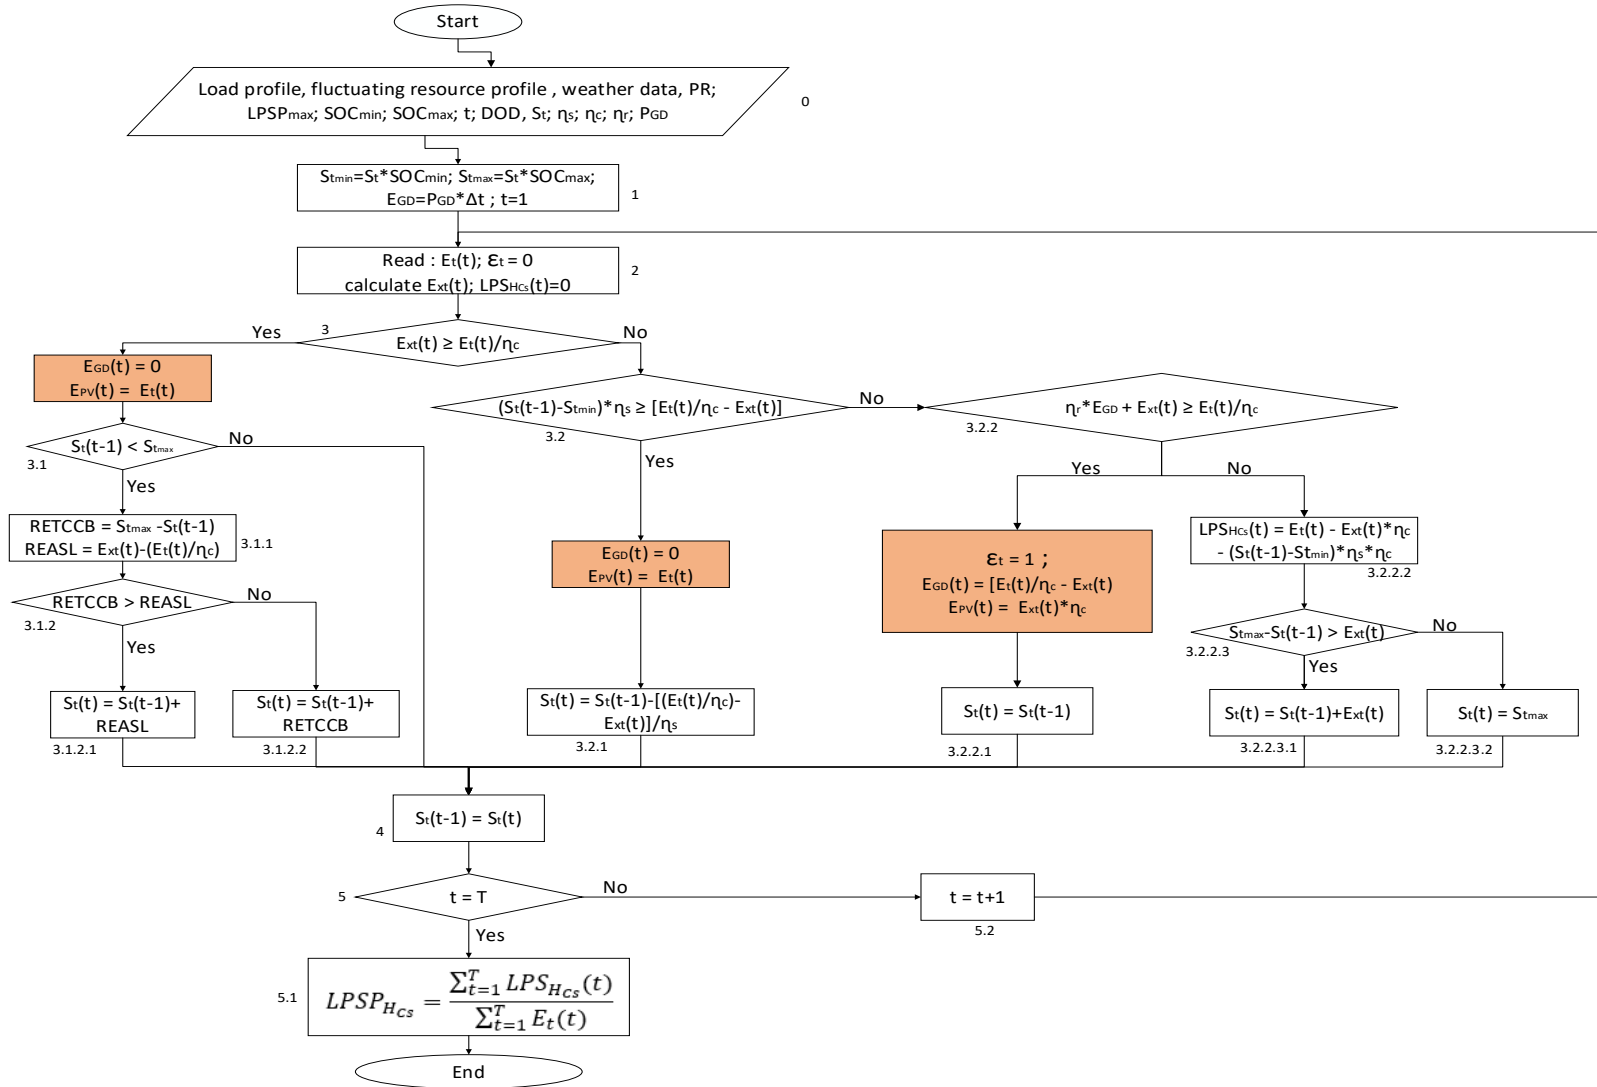 Start
Load profile, fluctuating resource profile , weather data, PR;
LPSPmax; SOCmin; SOCmax; t; DOD, St; ηs; ηc; ηr; PGD
0
Stmin=St*SOCmin; Stmax=St*SOCmax;
EGD=PGD*Δt ; t=1
1
Read : Et(t); Ɛt = 0
calculate Ext(t); LPSHCs(t)=0
2
3
Yes
Ext(t) ≥ Et(t)/ηc
No
EGD(t) = 0
EPV(t) = Et(t)
(St(t-1)-Stmin)*ηs ≥ [Et(t)/ηc - Ext(t)]
3.2
No
ηr*EGD + Ext(t) ≥ Et(t)/ηc
3.2.2
St(t-1) < Stmax
3.1
No
Yes
Yes
Yes
No
RETCCB = Stmax -St(t-1)
REASL = Ext(t)-(Et(t)/ηc)
3.1.1
EGD(t) = 0
EPV(t) = Et(t)
Ɛt = 1 ;
EGD(t) = [Et(t)/ηc - Ext(t)
EPV(t) = Ext(t)*ηc
LPSHCs(t) = Et(t) - Ext(t)*ηc
- (St(t-1)-Stmin)*ηs*ηc
3.2.2.2
RETCCB > REASL
3.1.2
No
Yes
Stmax-St(t-1) > Ext(t)
3.2.2.3
No
Yes
St(t) = St(t-1)+
REASL
3.1.2.1
St(t) = St(t-1)+
RETCCB
3.1.2.2
St(t) = St(t-1)-[(Et(t)/ηc)-
Ext(t)]/ηs
3.2.1
St(t) = St(t-1)
3.2.2.1
St(t) = St(t-1)+Ext(t)
3.2.2.3.1
St(t) = Stmax
3.2.2.3.2
St(t-1) = St(t)
4
5
t = T
No
t = t+1
5.2
Yes
5.1
LPSP_{HCs} = \frac{∑_{t=1}^{T} LPS_{HCs}(t)}{∑_{t=1}^{T} E_t(t)}
End